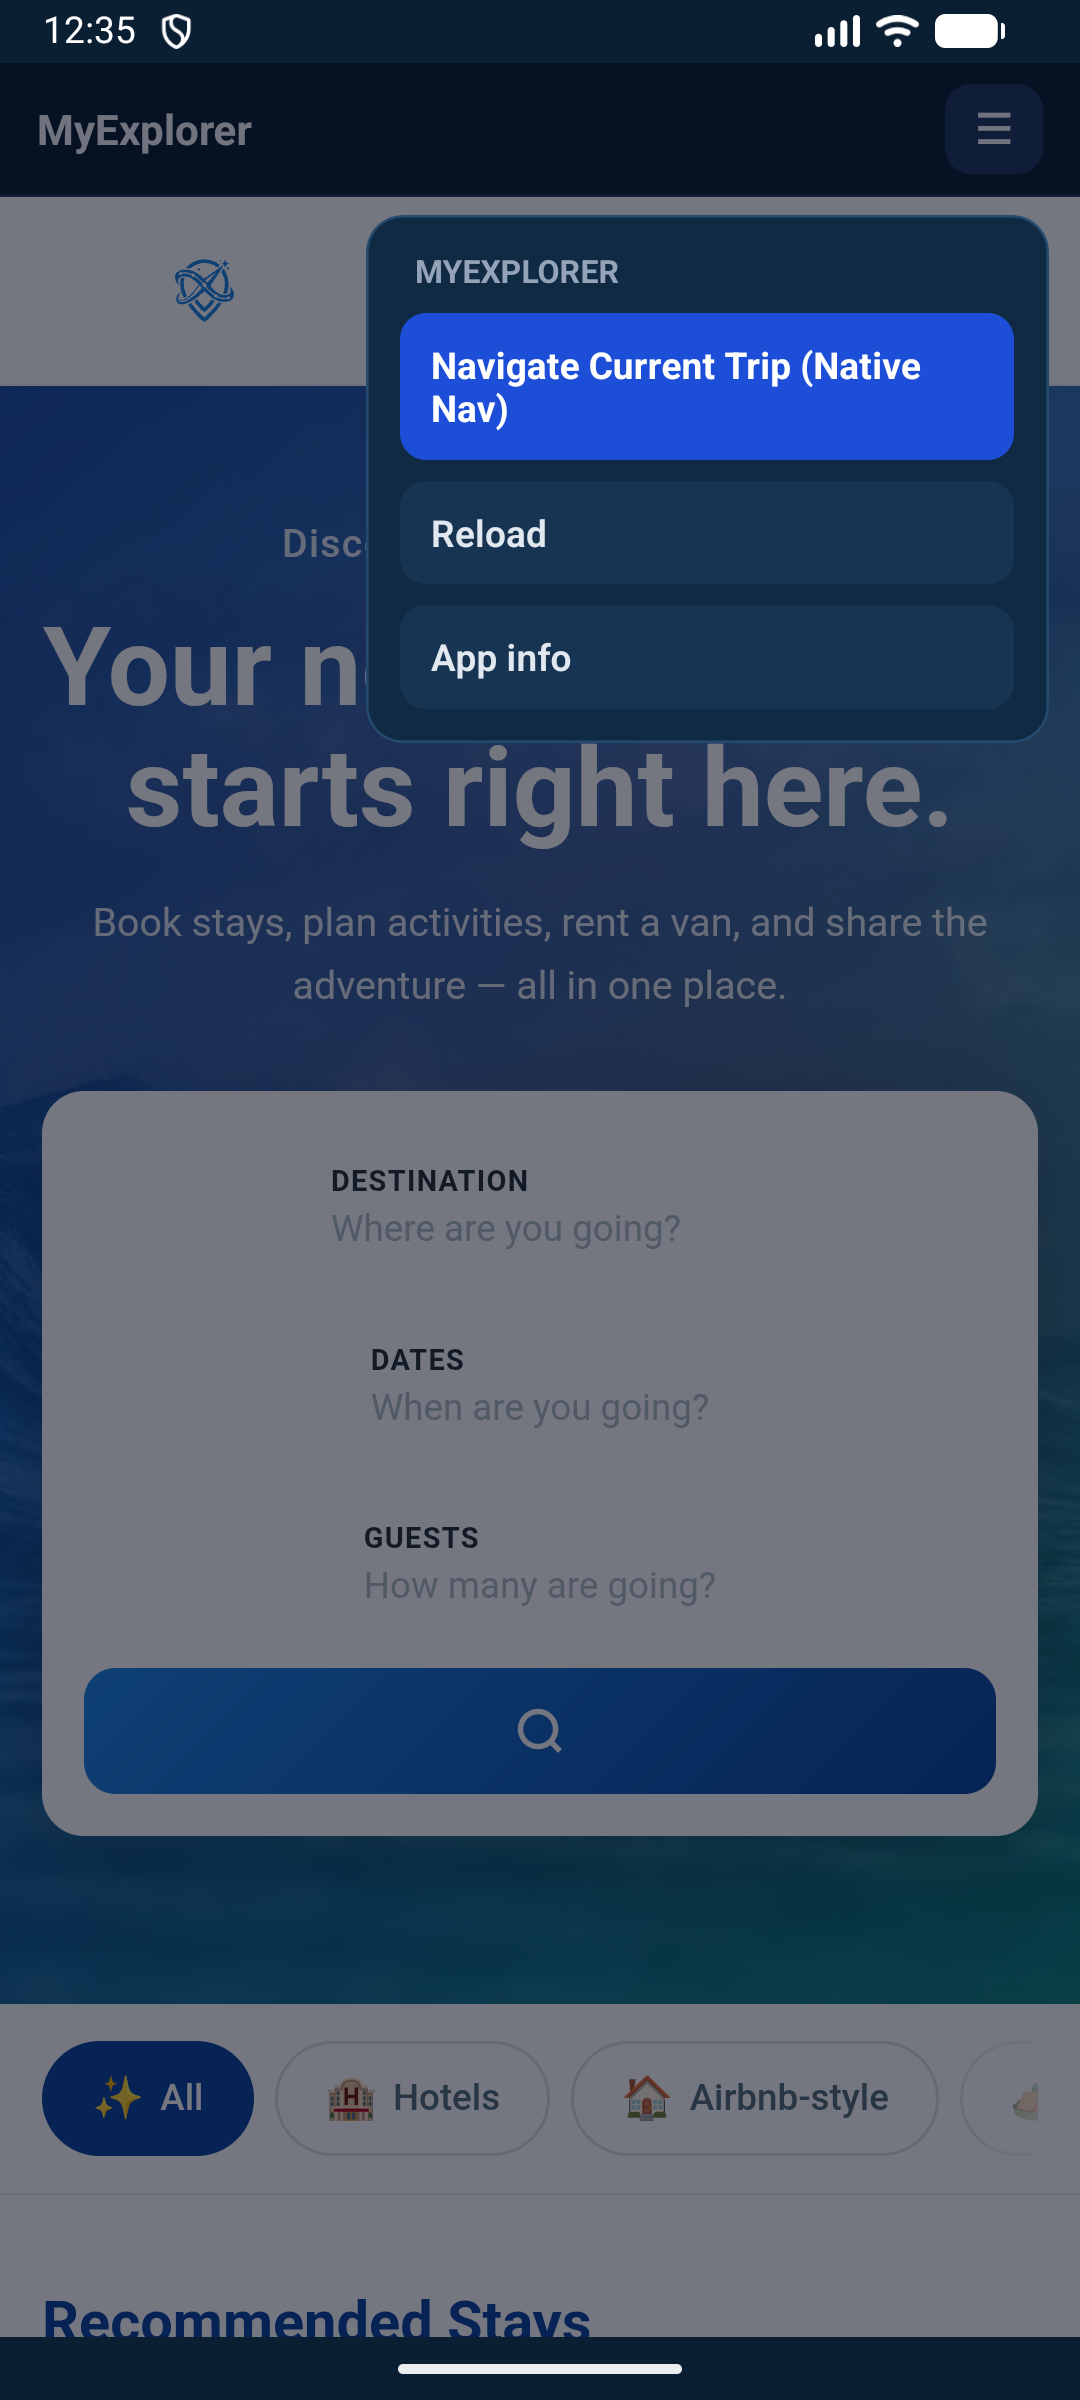 12:35
MyExplorer
☰
MYEXPLORER
Navigate Current Trip (Native
Nav)
Reload
App info
Your
starts right here.
Book stays, plan activities, rent a van, and share the
adventure — all in one place.
DESTINATION
Where are you going?
DATES
When are you going?
GUESTS
How many are going?
All
Hotels
Airbnb-style
Recommended Stays